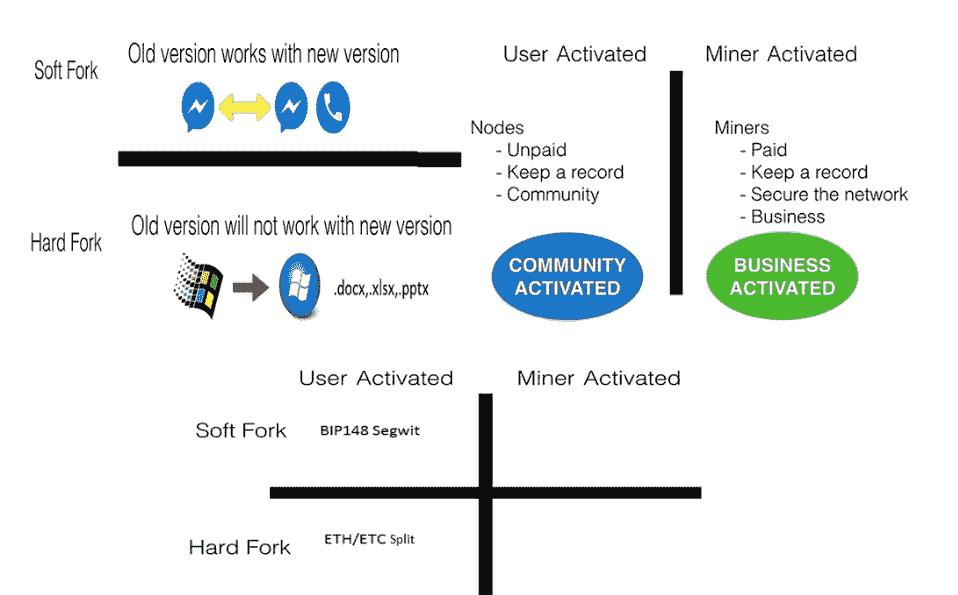 Soft Fork
Old version works with new version
Hard Fork
Old version will not work with new version
.docx,.xlsx,.pptx
User Activated
Nodes
- Unpaid
- Keep a record
- Community
COMMUNITY
ACTIVATED
Miner Activated
Miners
- Paid
- Keep a record
- Secure the network
- Business
BUSINESS
ACTIVATED
User Activated
Miner Activated
Soft Fork
BIP148 Segwit
Hard Fork
ETH/ETC Split